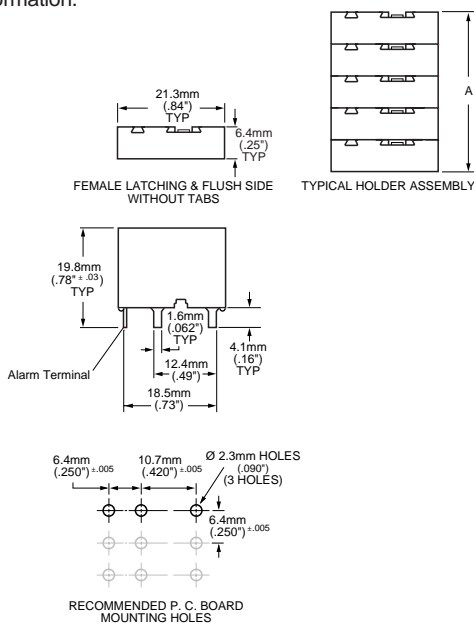 ormation.
21.3mm
(.84")
TYP
6.4mm
(.25")
TYP
A
FEMALE LATCHING & FLUSH SIDE
WITHOUT TABS
TYPICAL HOLDER ASSEMBLY
19.8mm
(.78" ± .03)
TYP
1.6mm
(.062")
TYP
4.1mm
(.16")
TYP
12.4mm
(.49")
Alarm Terminal
18.5mm
(.73")
6.4mm
(.250") ±.005
10.7mm
(.420") ±.005
Ø 2.3mm HOLES
(.090")
(3 HOLES)
6.4mm
(.250") ±.005
RECOMMENDED P. C. BOARD
MOUNTING HOLES